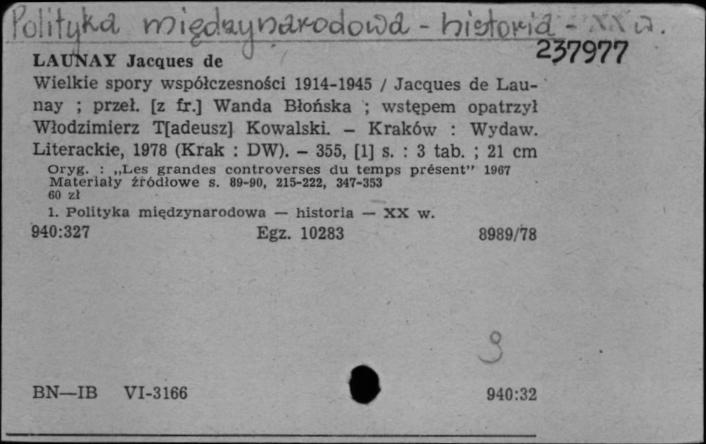 Polityka międzynarodowa - historia - XX w.
237977
LAUNAY Jacques de
Wielkie spory współczesności 1914-1945 / Jacques de Lau-
nay ; przeł. [z fr.] Wanda Błońska ; wstępem opatrzył
Włodzimierz T[adeusz] Kowalski. — Kraków : Wydaw.
Literackie, 1978 (Krak : DW). — 355, [1] s. : 3 tab. ; 21 cm
Oryg. : „Les grandes controverses du temps présent" 1967
Materiały źródłowe s. 89-90, 215-222, 347-353
60 zł
1. Polityka międzynarodowa — historia — XX w.
940:327 Egz. 10283 8989/78
9
BN—IB VI-3166 940:32